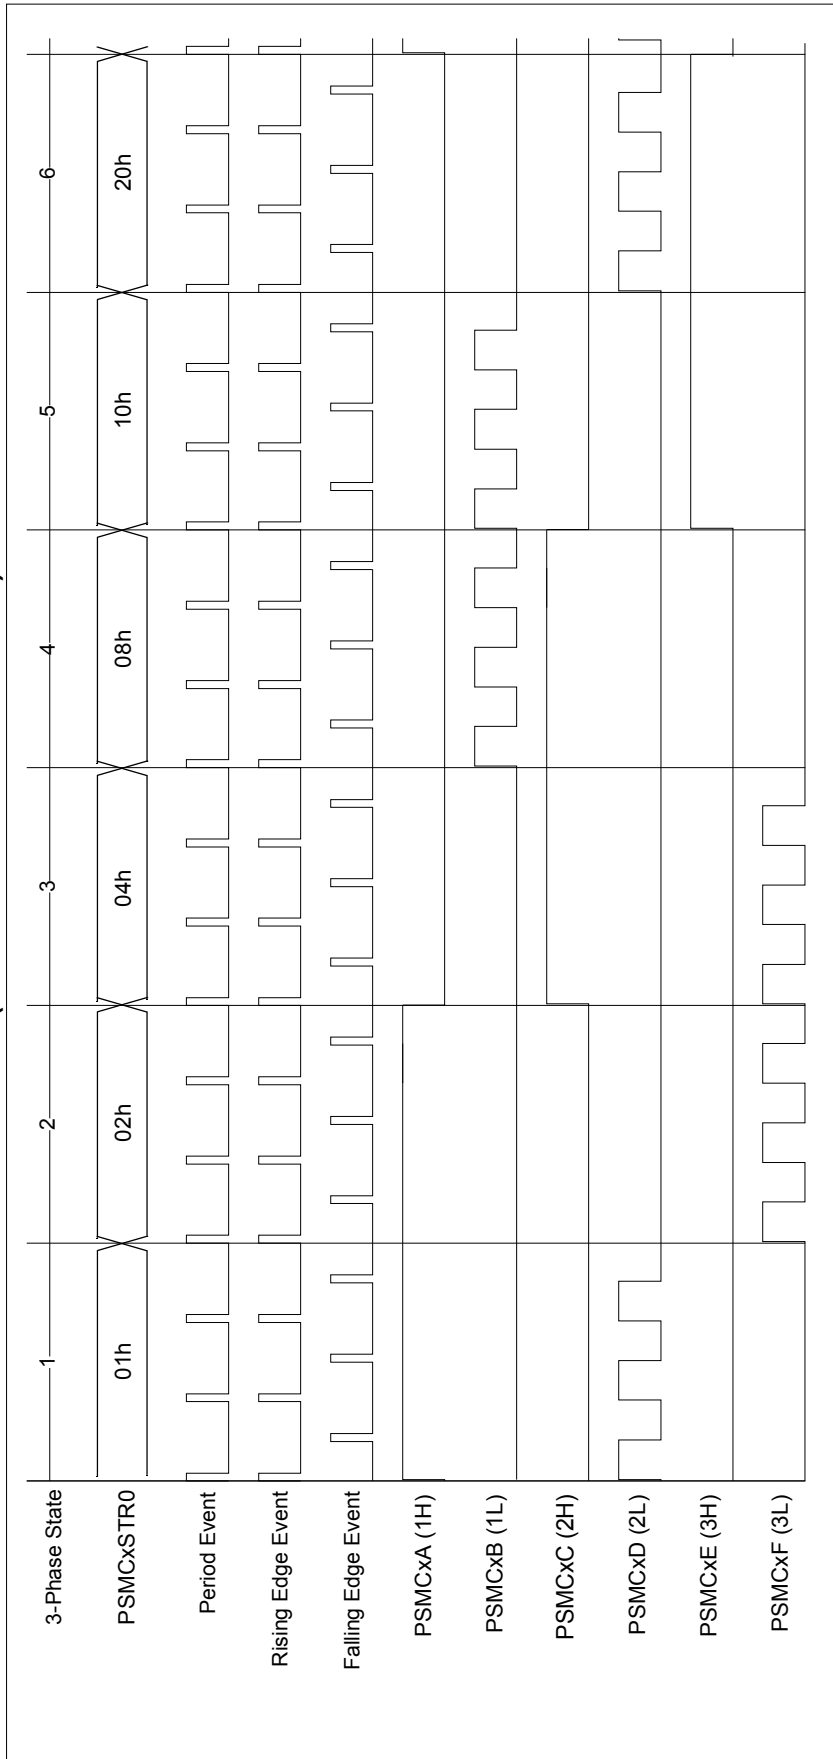 3-Phase State 1 2 3 4 5 6
PSMCxSTR0 01h 02h 04h 08h 10h 20h
Period Event
Rising Edge Event
Falling Edge Event
PSMCxA (1H)
PSMCxB (1L)
PSMCxC (2H)
PSMCxD (2L)
PSMCxE (3H)
PSMCxF (3L)